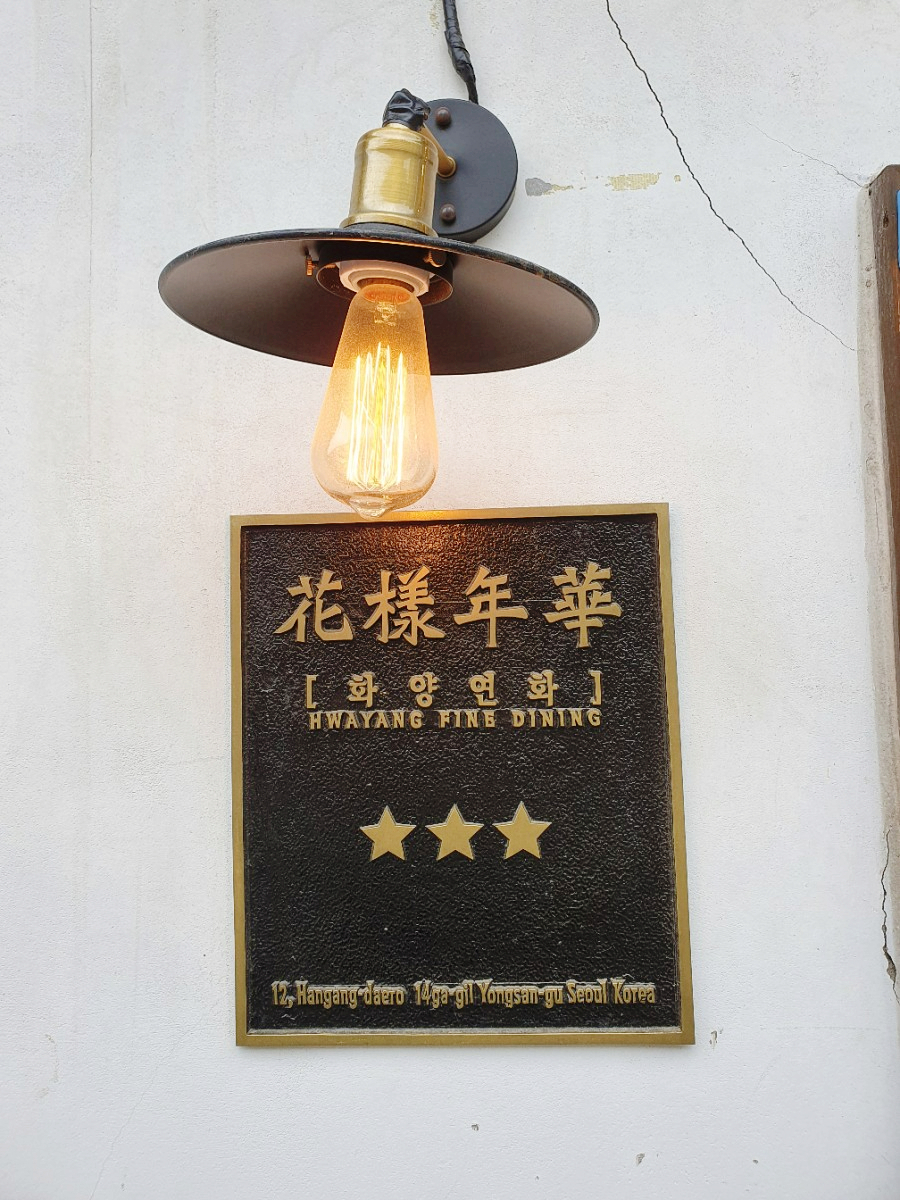 花樣年華
[ 화양연화 ]
HWAYANG FINE DINING
12, Hangang-daero 14ga-gil Yongsan-gu Seoul Korea